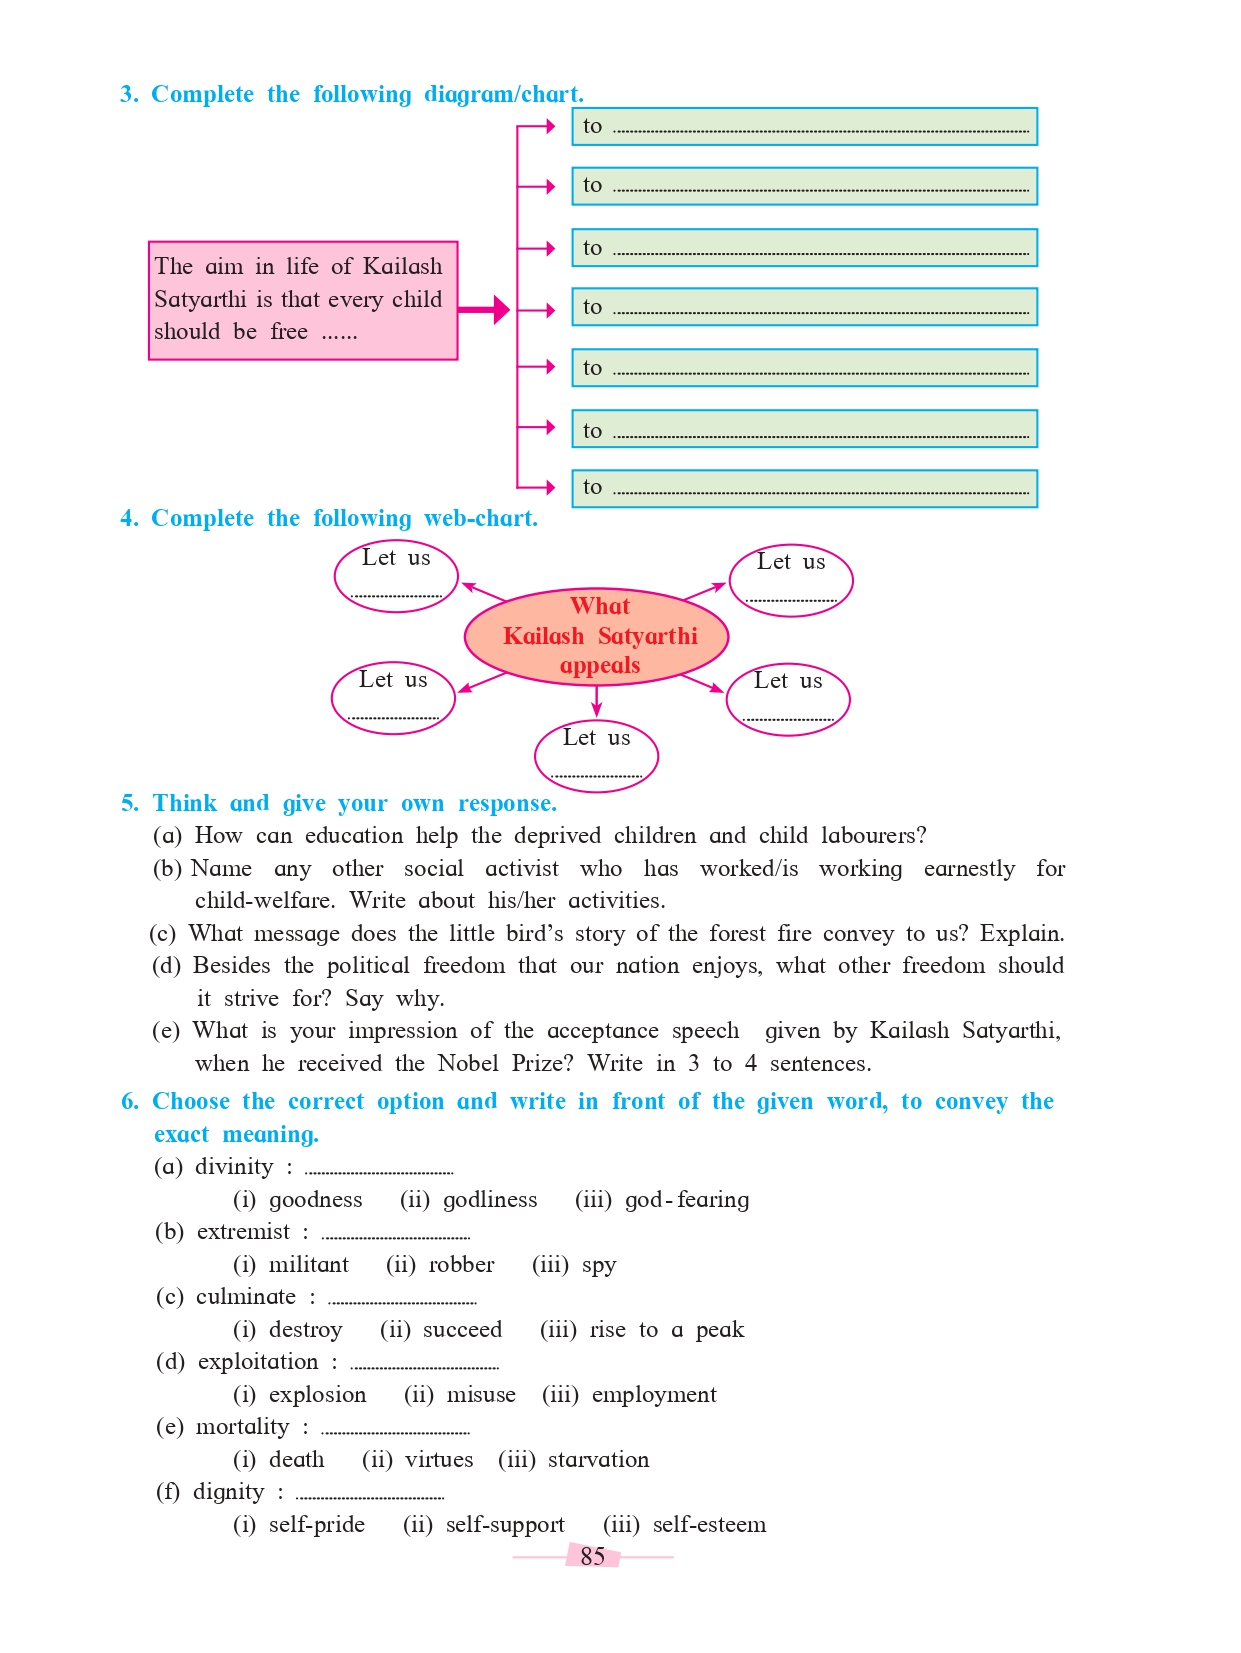 3. Complete the following diagram/chart.
to
to
to
The aim in life of Kailash
Satyarthi is that every child
should be free ......
to
to
to
to
4. Complete the following web-chart.
Let us
Let us
What
Kailash Satyarthi
appeals
Let us
Let us
Let us
5. Think and give your own response.
(a) How can education help the deprived children and child labourers?
(b) Name any other social activist who has worked/is working earnestly for
child-welfare. Write about his/her activities.
(c) What message does the little bird's story of the forest fire convey to us? Explain.
(d) Besides the political freedom that our nation enjoys, what other freedom should
it strive for? Say why.
(e) What is your impression of the acceptance speech given by Kailash Satyarthi,
when he received the Nobel Prize? Write in 3 to 4 sentences.
6. Choose the correct option and write in front of the given word, to convey the
exact meaning.
(a) divinity : ....................................
(i) goodness (ii) godliness (iii) god-fearing
(b) extremist : ....................................
(i) militant (ii) robber (iii) spy
(c) culminate : ....................................
(i) destroy (ii) succeed (iii) rise to a peak
(d) exploitation : ....................................
(i) explosion (ii) misuse (iii) employment
(e) mortality : ....................................
(i) death (ii) virtues (iii) starvation
(f) dignity : ....................................
(i) self-pride (ii) self-support (iii) self-esteem
85